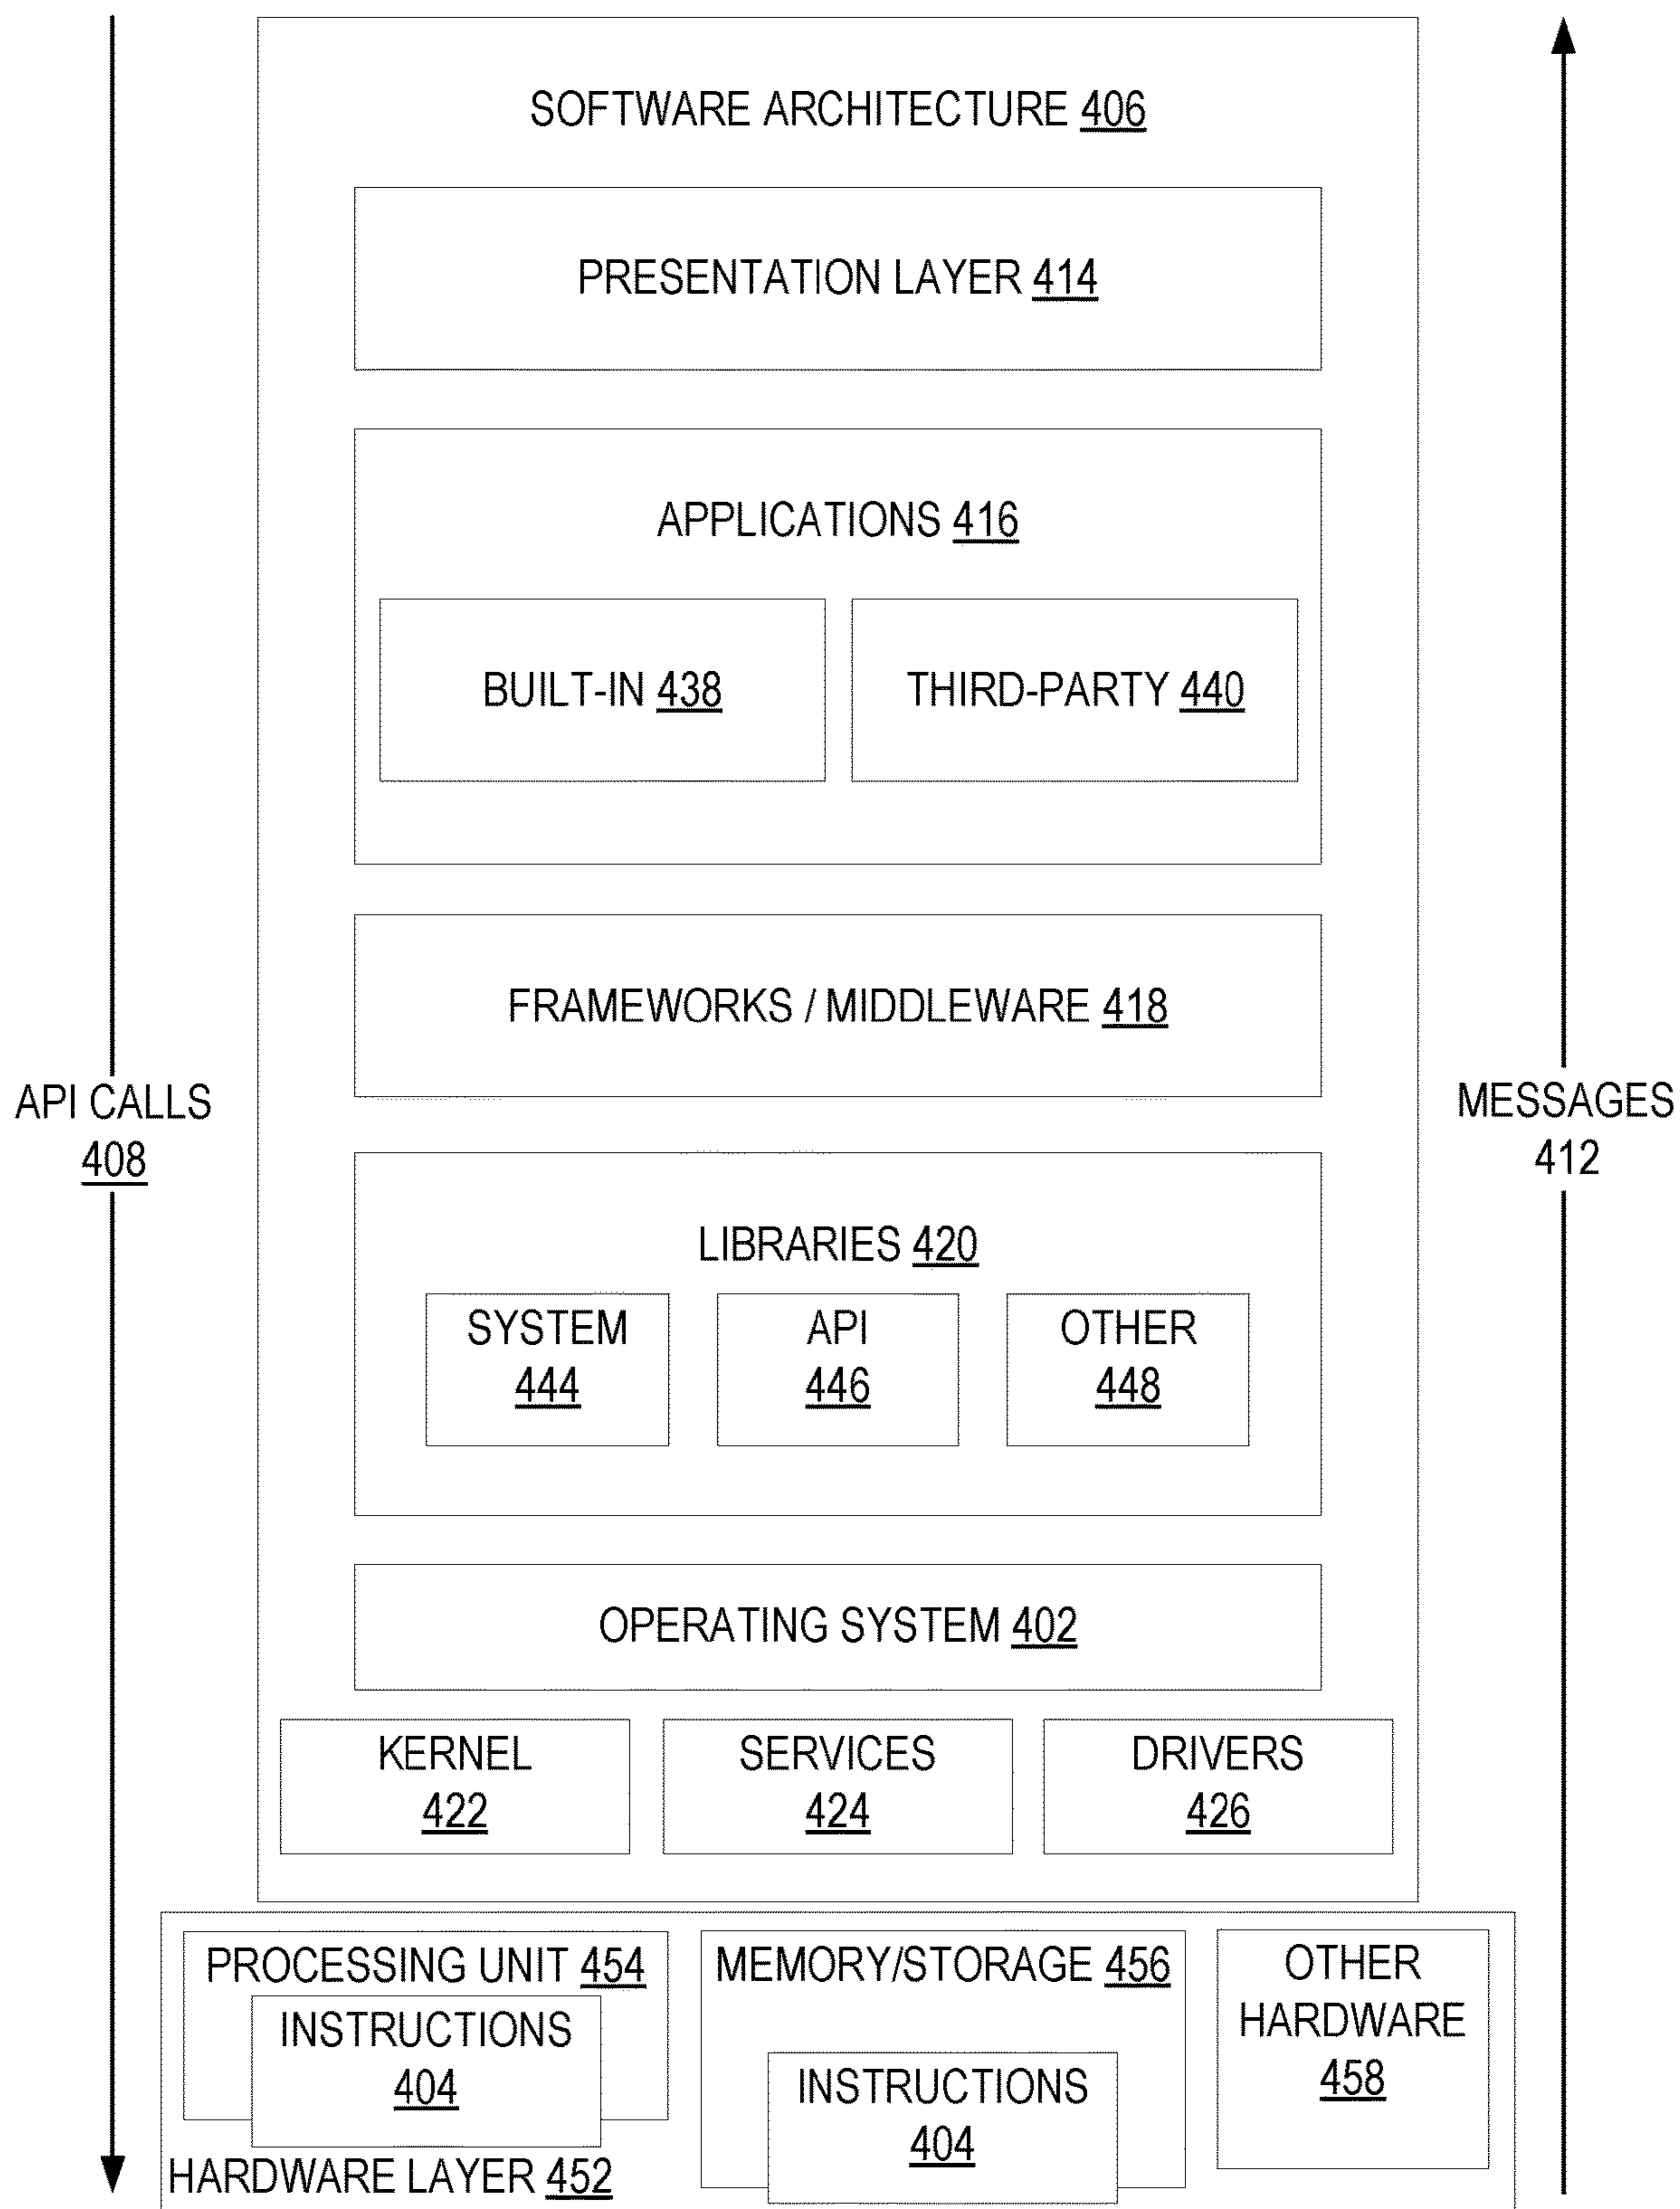 SOFTWARE ARCHITECTURE 406
PRESENTATION LAYER 414
APPLICATIONS 416
BUILT-IN 438
THIRD-PARTY 440
FRAMEWORKS / MIDDLEWARE 418
API CALLS
408
MESSAGES
412
LIBRARIES 420
SYSTEM
444
API
446
OTHER
448
OPERATING SYSTEM 402
KERNEL
422
SERVICES
424
DRIVERS
426
PROCESSING UNIT 454
INSTRUCTIONS
404
MEMORY/STORAGE 456
INSTRUCTIONS
404
OTHER
HARDWARE
458
HARDWARE LAYER 452